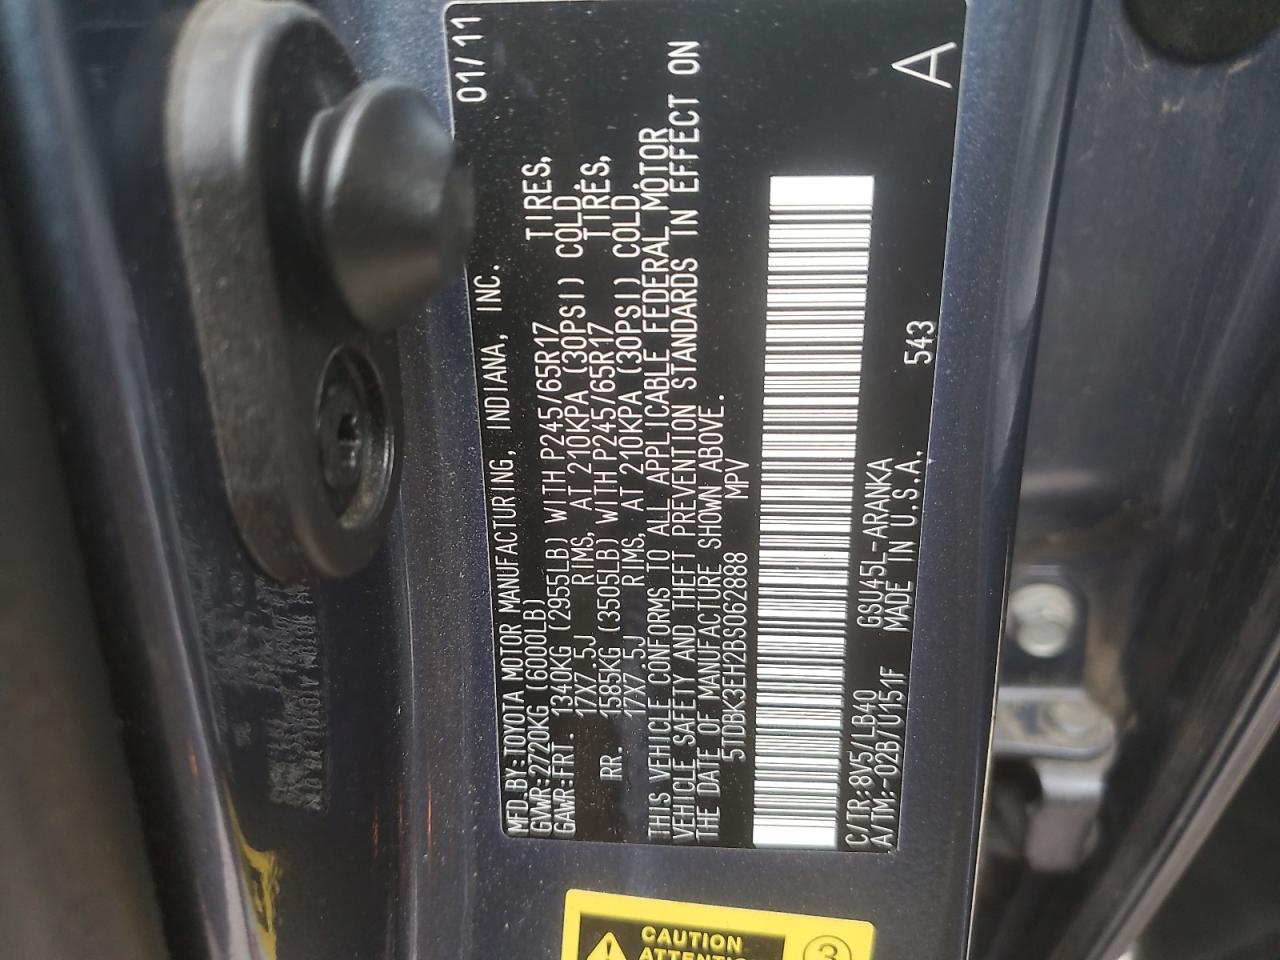 MFD.BY:TOYOTA MOTOR MANUFACTURING, INDIANA, INC. 01/11
GVWR:2720KG (6000LB)
GAWR:FRT. 1340KG (2955LB) WITH P245/65R17 TIRES,
17X7.5J RIMS, AT 210KPA (30PSI) COLD
RR. 1585KG (3505LB) WITH P245/65R17 TIRES,
17X7.5J RIMS, AT 210KPA (30PSI) COLD
THIS VEHICLE CONFORMS TO ALL APPLICABLE FEDERAL MOTOR
VEHICLE SAFETY AND THEFT PREVENTION STANDARDS IN EFFECT ON
THE DATE OF MANUFACTURE SHOWN ABOVE.
5TDBK3EH2BS062888 MPV
C/TR:8V5/LB40 GSU45L-ARANKA
A/TM:-02B/U151F MADE IN U.S.A. 543 A
CAUTION
ATTENTI
3